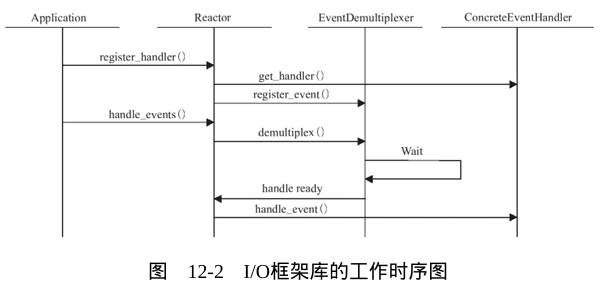 Application Reactor EventDemultiplexer ConcreteEventHandler
register_handler()
get_handler()
register_event()
handle_events()
demultiplex()
Wait
handle ready
handle_event()
图 12-2 I/O框架库的工作时序图